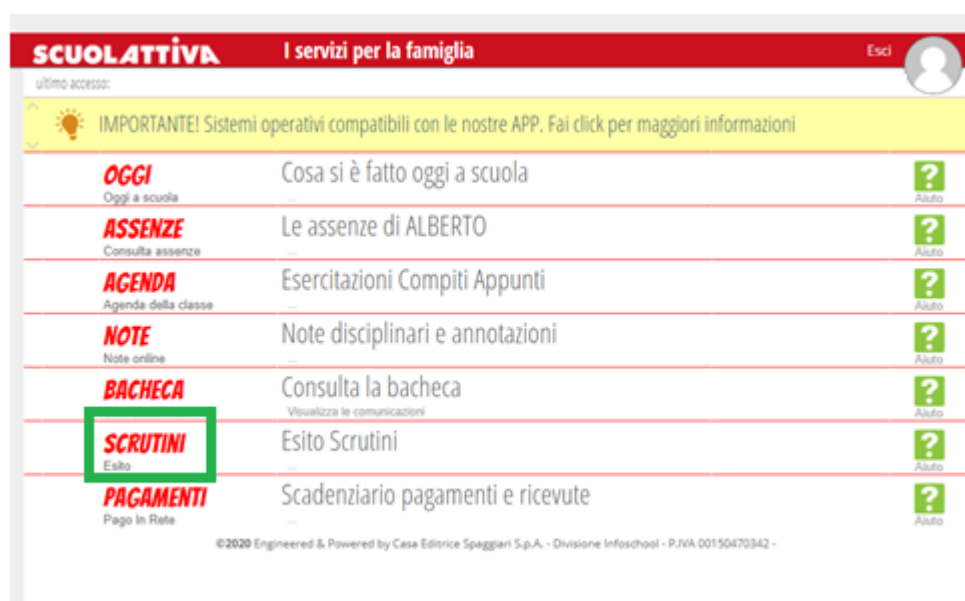 SCUOLATTIVA I servizi per la famiglia Esci
ultimo accesso:
IMPORTANTE! Sistemi operativi compatibili con le nostre APP. Fai click per maggiori informazioni
OGGI Cosa si è fatto oggi a scuola
Oggi a scuola ... Aiuto
ASSENZE Le assenze di ALBERTO
Consulta assenze ... Aiuto
AGENDA Esercitazioni Compiti Appunti
Agenda della classe ... Aiuto
NOTE Note disciplinari e annotazioni
Note online ... Aiuto
BACHECA Consulta la bacheca
Visualizza le comunicazioni Aiuto
SCRUTINI Esito Scrutini
Esito ... Aiuto
PAGAMENTI Scadenziario pagamenti e ricevute
Pago In Rete ... Aiuto
©2020 Engineered & Powered by Casa Editrice Spaggiari S.p.A. - Divisione Infoschool - P.IVA 00150470342 -